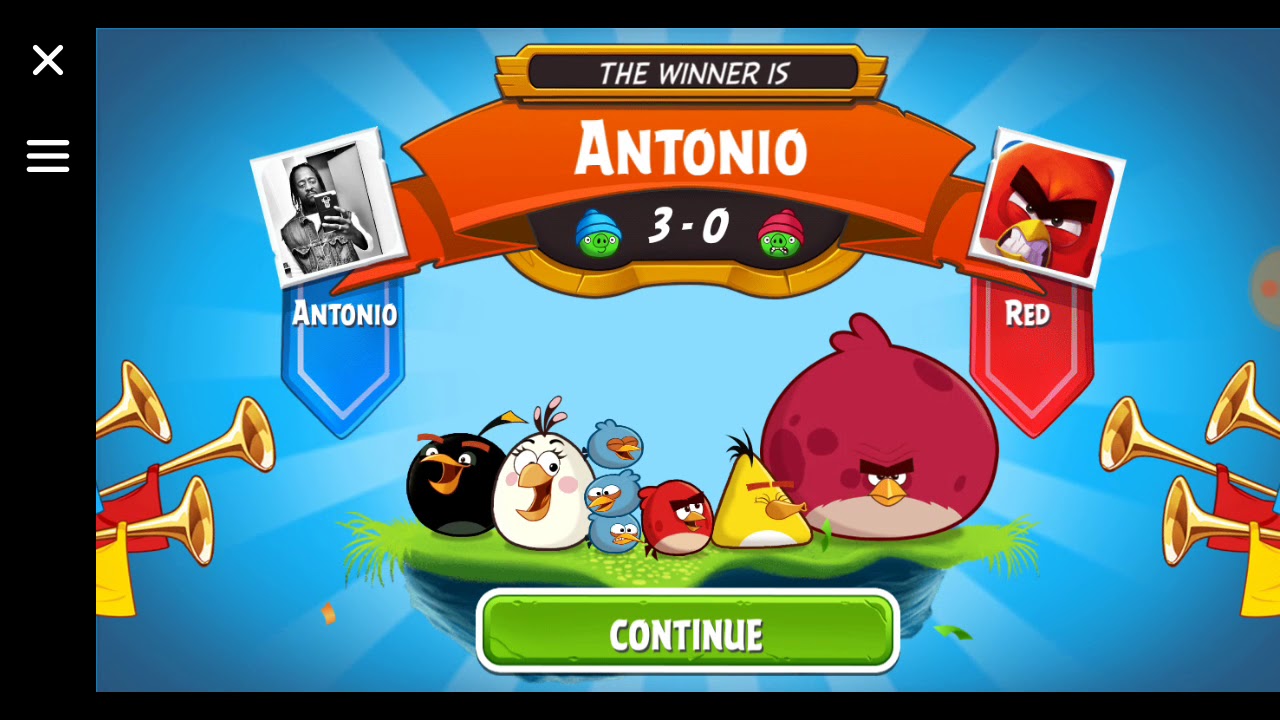 THE WINNER IS
ANTONIO
3-0
ANTONIO
RED
CONTINUE